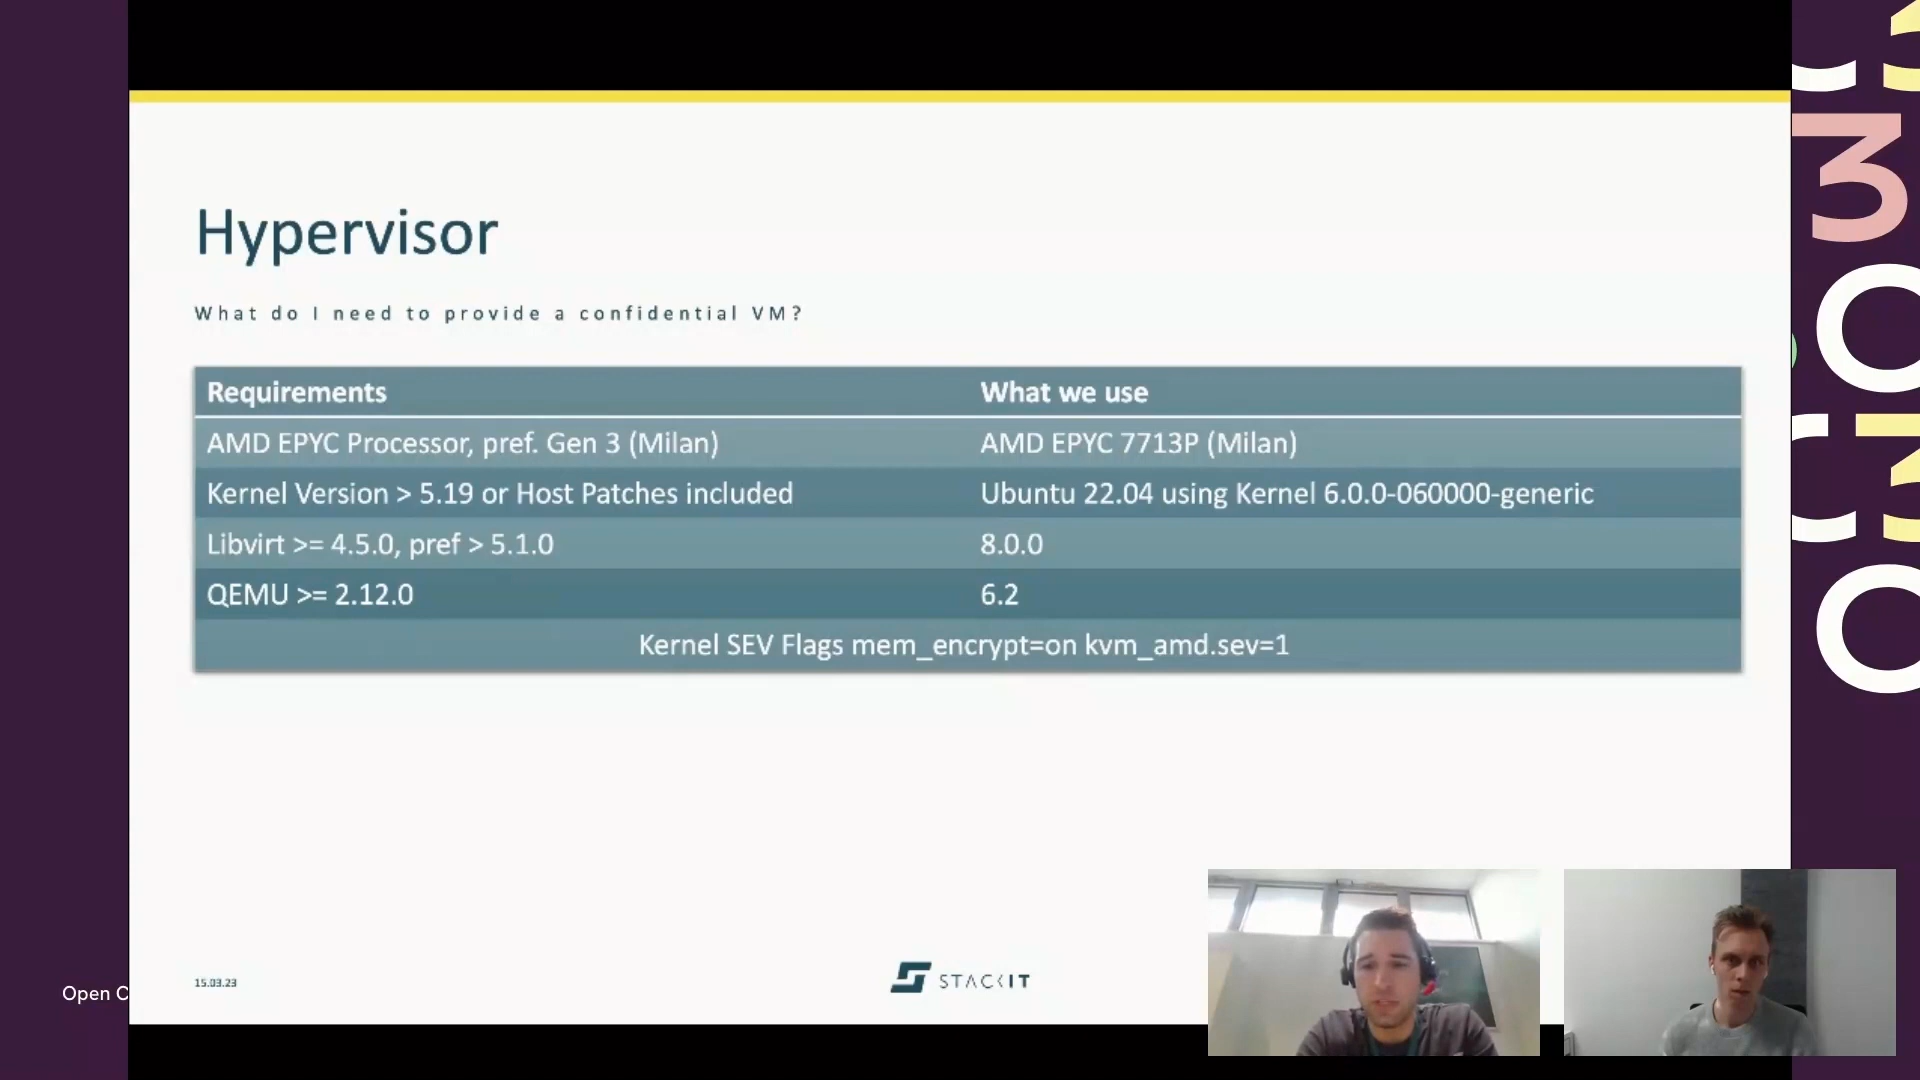 Hypervisor
What do I need to provide a confidential VM?
Requirements
What we use
AMD EPYC Processor, pref. Gen 3 (Milan)
AMD EPYC 7713P (Milan)
Kernel Version > 5.19 or Host Patches included
Ubuntu 22.04 using Kernel 6.0.0-060000-generic
Libvirt >= 4.5.0, pref > 5.1.0
8.0.0
QEMU >= 2.12.0
6.2
Kernel SEV Flags mem_encrypt=on kvm_amd.sev=1
15.03.23
STACKIT
Open C